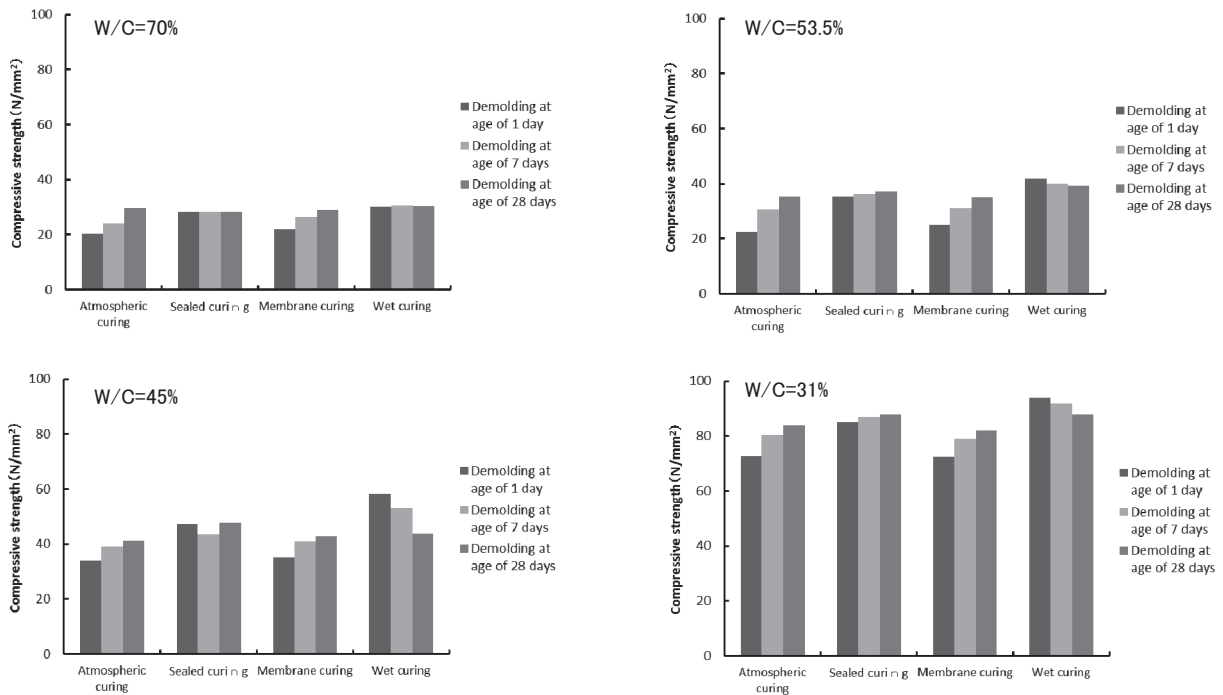 W/C=70%
Compressive strength (N/mm²)
100
80
60
40
20
0
Atmospheric
curing
Sealed curi n g
Membrane curing
Wet curing
Demolding at
age of 1 day
Demolding at
age of 7 days
Demolding at
age of 28 days
W/C=53.5%
Compressive strength (N/mm²)
100
80
60
40
20
0
Atmospheric
curing
Sealed curi n g
Membrane curing
Wet curing
Demolding at
age of 1 day
Demolding at
age of 7 days
Demolding at
age of 28 days
W/C=45%
Compressive strength (N/mm²)
100
80
60
40
20
0
Atmospheric
curing
Sealed curi n g
Membrane curing
Wet curing
Demolding at
age of 1 day
Demolding at
age of 7 days
Demolding at
age of 28 days
W/C=31%
Compressive strength (N/mm²)
100
80
60
40
20
0
Atmospheric
curing
Sealed curi n g
Membrane curing
Wet curing
Demolding at
age of 1 day
Demolding at
age of 7 days
Demolding at
age of 28 days